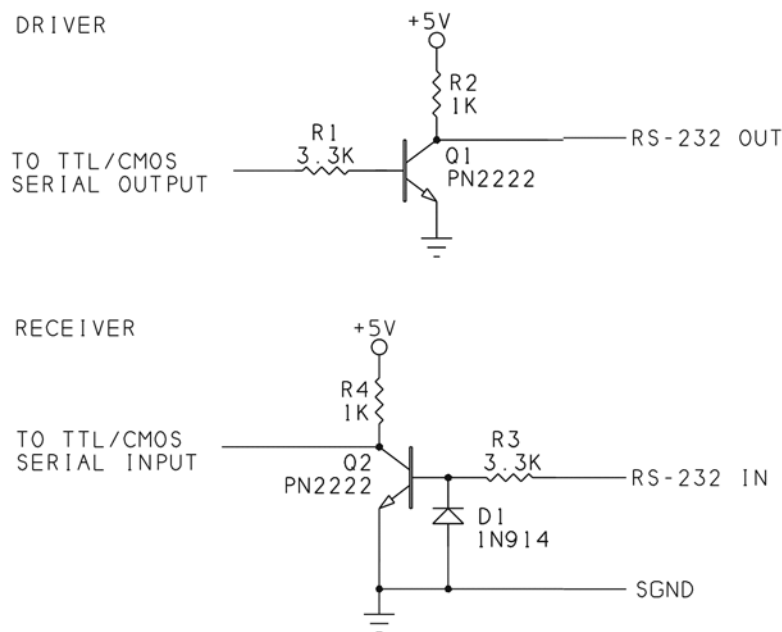 DRIVER
+5V
R2
1K
R1
3.3K
RS-232 OUT
TO TTL/CMOS
SERIAL OUTPUT
Q1
PN2222
RECEIVER
+5V
R4
1K
TO TTL/CMOS
SERIAL INPUT
Q2
PN2222
R3
3.3K
RS-232 IN
D1
1N914
SGND